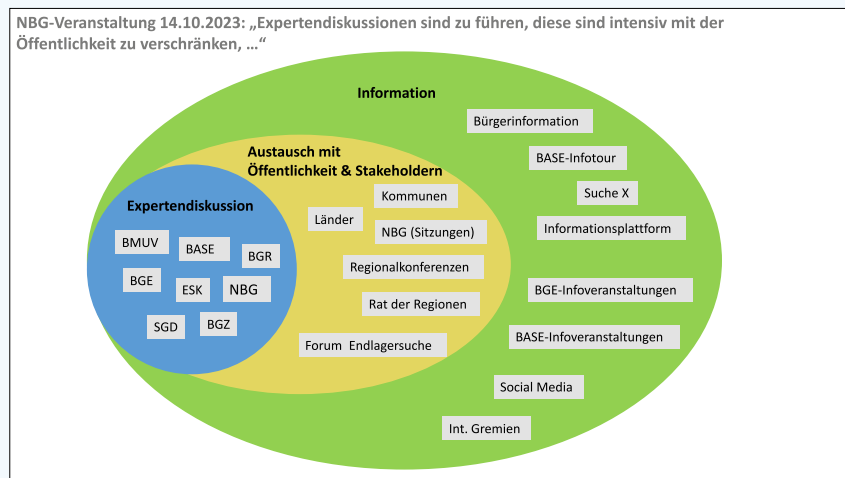 NBG-Veranstaltung 14.10.2023: „Expertendiskussionen sind zu führen, diese sind intensiv mit der
Öffentlichkeit zu verschränken, …“
Information
Bürgerinformation
BASE-Infotour
Suche X
Informationsplattform
BGE-Infoveranstaltungen
BASE-Infoveranstaltungen
Social Media
Int. Gremien
Austausch mit
Öffentlichkeit & Stakeholdern
Kommunen
Länder
NBG (Sitzungen)
Regionalkonferenzen
Rat der Regionen
Forum  Endlagersuche
Expertendiskussion
BMUV
BASE
BGR
BGE
ESK
NBG
SGD
BGZ